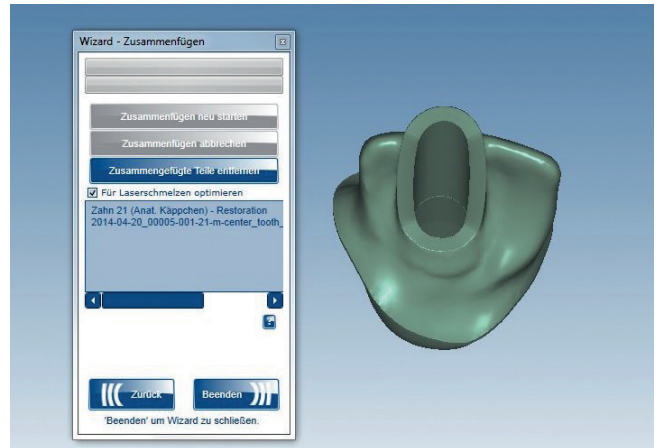 Wizard - Zusammenfügen
Zusammenfügen neu starten
Zusammenfügen abbrechen
Zusammengefügte Teile entfernen
Für Laserschmelzen optimieren
Zahn 21 (Anat. Käppchen) - Restoration
2014-04-20_00005-001-21-m-center_tooth_
Zurück
Beenden
'Beenden' um Wizard zu schließen.